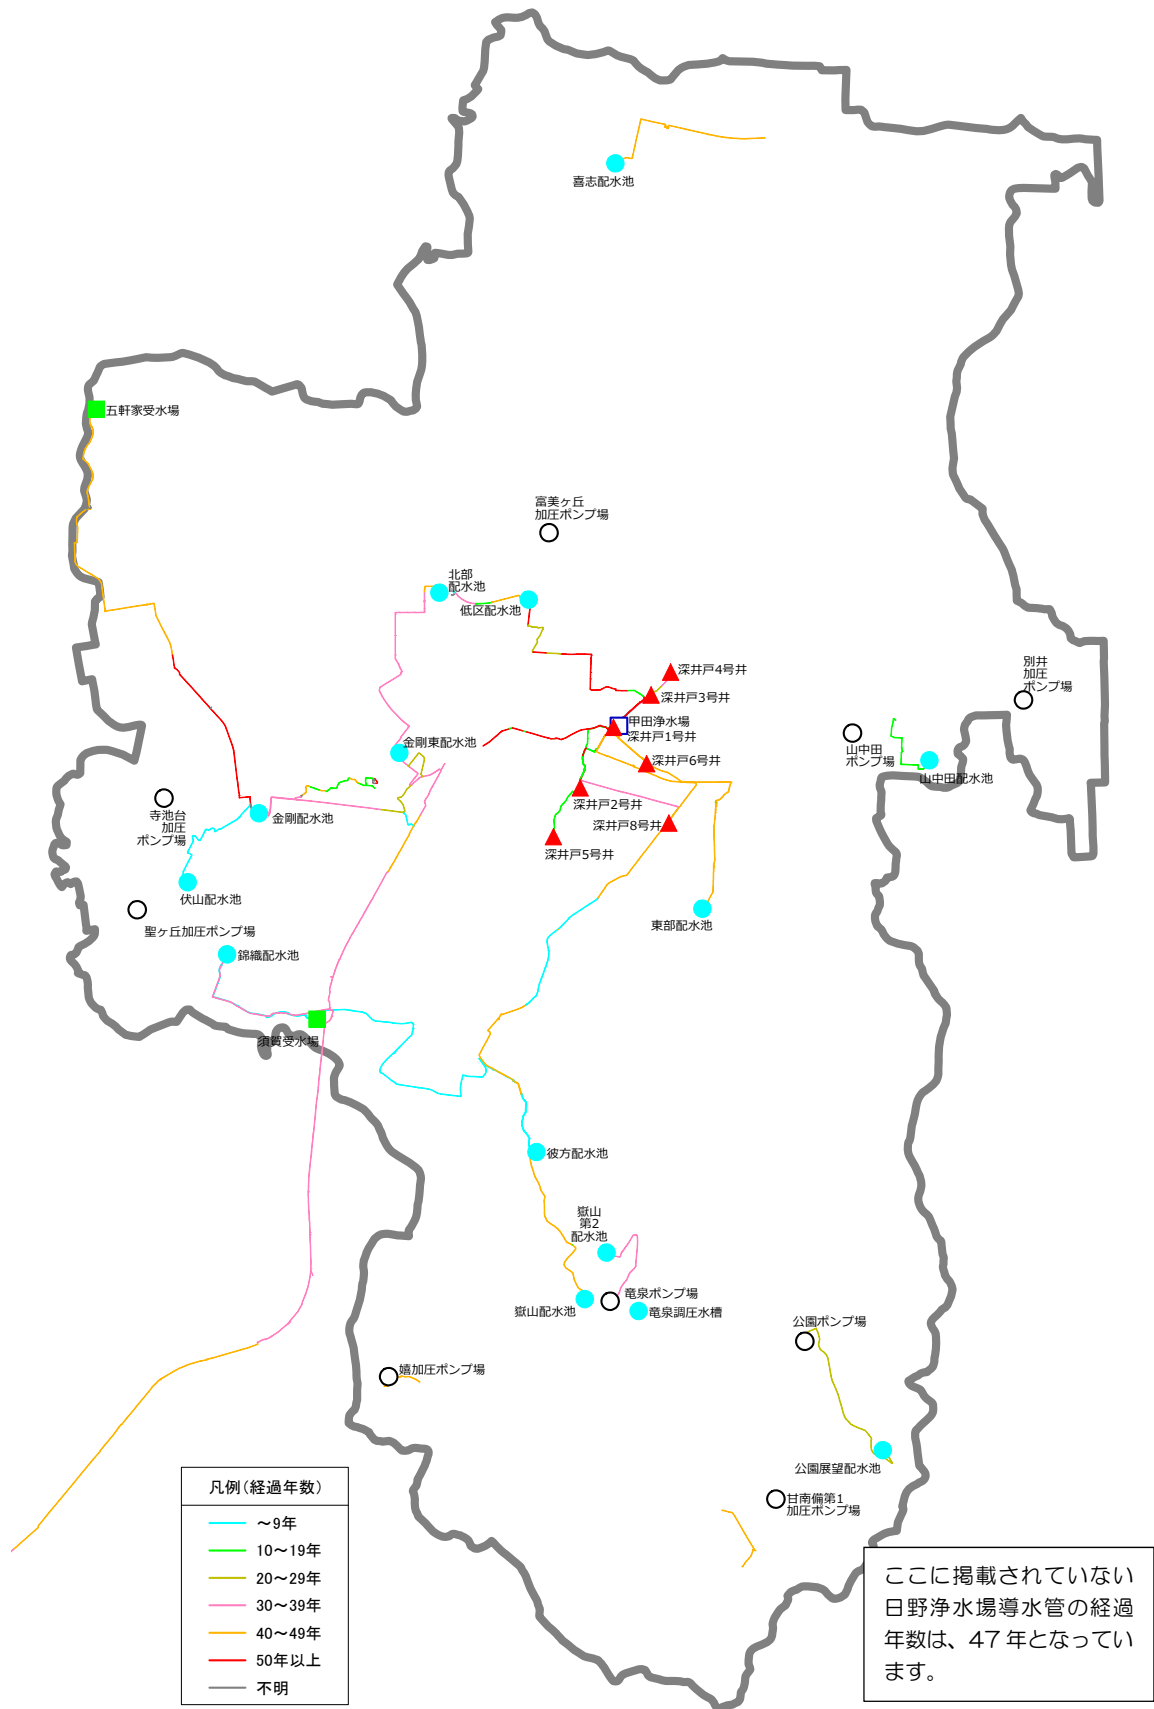 喜志配水池
五軒家受水場
富美ヶ丘
加圧ポンプ場
北部
配水池
低区配水池
深井戸4号井
深井戸3号井
別井
加圧
ポンプ場
甲田浄水場
深井戸1号井
金剛東配水池
深井戸6号井
山中田
ポンプ場
山中田配水池
寺池台
加圧
ポンプ場
金剛配水池
深井戸2号井
深井戸8号井
深井戸5号井
伏山配水池
東部配水池
聖ヶ丘加圧ポンプ場
錦織配水池
須賀受水場
彼方配水池
嶽山
第2
配水池
竜泉ポンプ場
嶽山配水池
竜泉調圧水槽
公園ポンプ場
嬉加圧ポンプ場
公園展望配水池
甘南備第1
加圧ポンプ場
凡例(経過年数)
～9年
10～19年
20～29年
30～39年
40～49年
50年以上
不明
ここに掲載されていない
日野浄水場導水管の経過
年数は、47年となってい
ます。